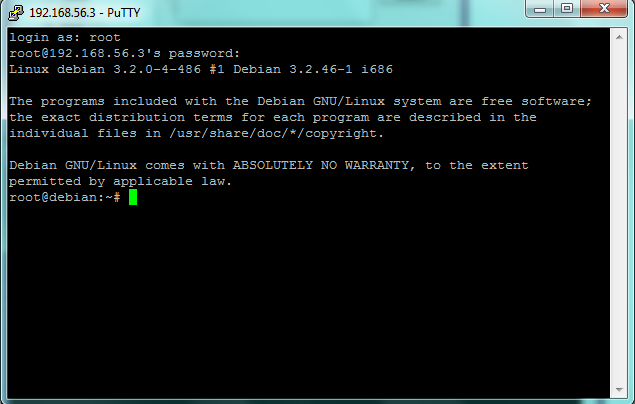 192.168.56.3 - PuTTY
login as: root
root@192.168.56.3's password:
Linux debian 3.2.0-4-486 #1 Debian 3.2.46-1 i686
The programs included with the Debian GNU/Linux system are free software;
the exact distribution terms for each program are described in the
individual files in /usr/share/doc/*/copyright.
Debian GNU/Linux comes with ABSOLUTELY NO WARRANTY, to the extent
permitted by applicable law.
root@debian:~#